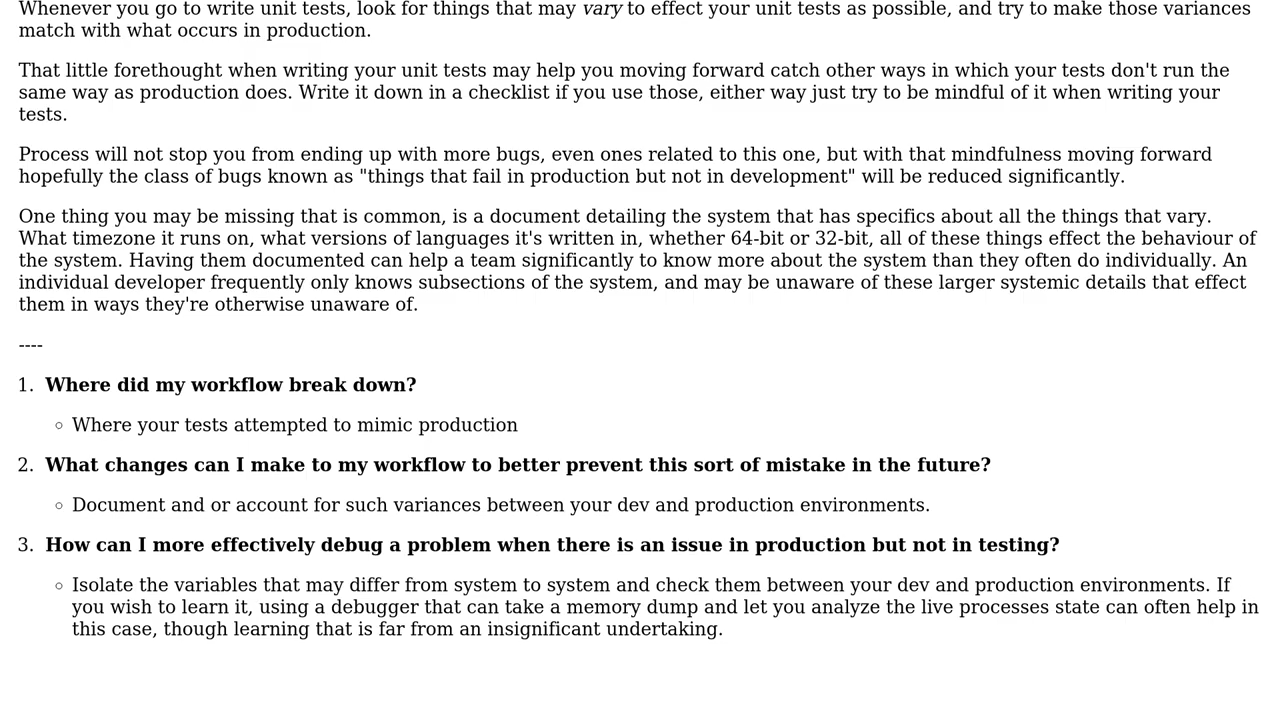 Whenever you go to write unit tests, look for things that may vary to effect your unit tests as possible, and try to make those variances
match with what occurs in production.
That little forethought when writing your unit tests may help you moving forward catch other ways in which your tests don't run the
same way as production does. Write it down in a checklist if you use those, either way just try to be mindful of it when writing your
tests.
Process will not stop you from ending up with more bugs, even ones related to this one, but with that mindfulness moving forward
hopefully the class of bugs known as "things that fail in production but not in development" will be reduced significantly.
One thing you may be missing that is common, is a document detailing the system that has specifics about all the things that vary.
What timezone it runs on, what versions of languages it's written in, whether 64-bit or 32-bit, all of these things effect the behaviour of
the system. Having them documented can help a team significantly to know more about the system than they often do individually. An
individual developer frequently only knows subsections of the system, and may be unaware of these larger systemic details that effect
them in ways they're otherwise unaware of.
----
1. Where did my workflow break down?
◦ Where your tests attempted to mimic production
2. What changes can I make to my workflow to better prevent this sort of mistake in the future?
◦ Document and or account for such variances between your dev and production environments.
3. How can I more effectively debug a problem when there is an issue in production but not in testing?
◦ Isolate the variables that may differ from system to system and check them between your dev and production environments. If
you wish to learn it, using a debugger that can take a memory dump and let you analyze the live processes state can often help in
this case, though learning that is far from an insignificant undertaking.